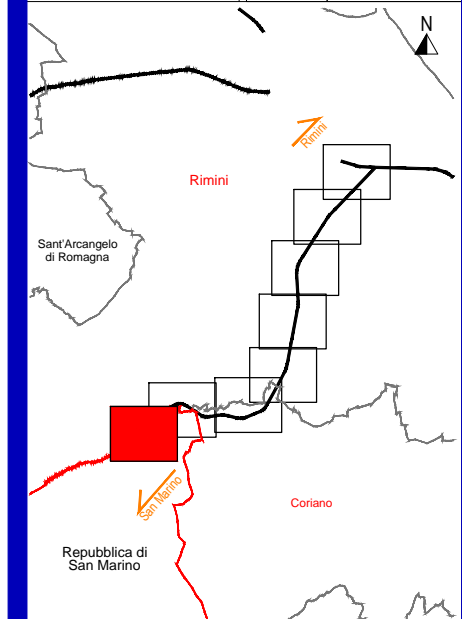 N
Rimini
Rimini
Sant'Arcangelo
di Romagna
San Marino
Coriano
Repubblica di
San Marino